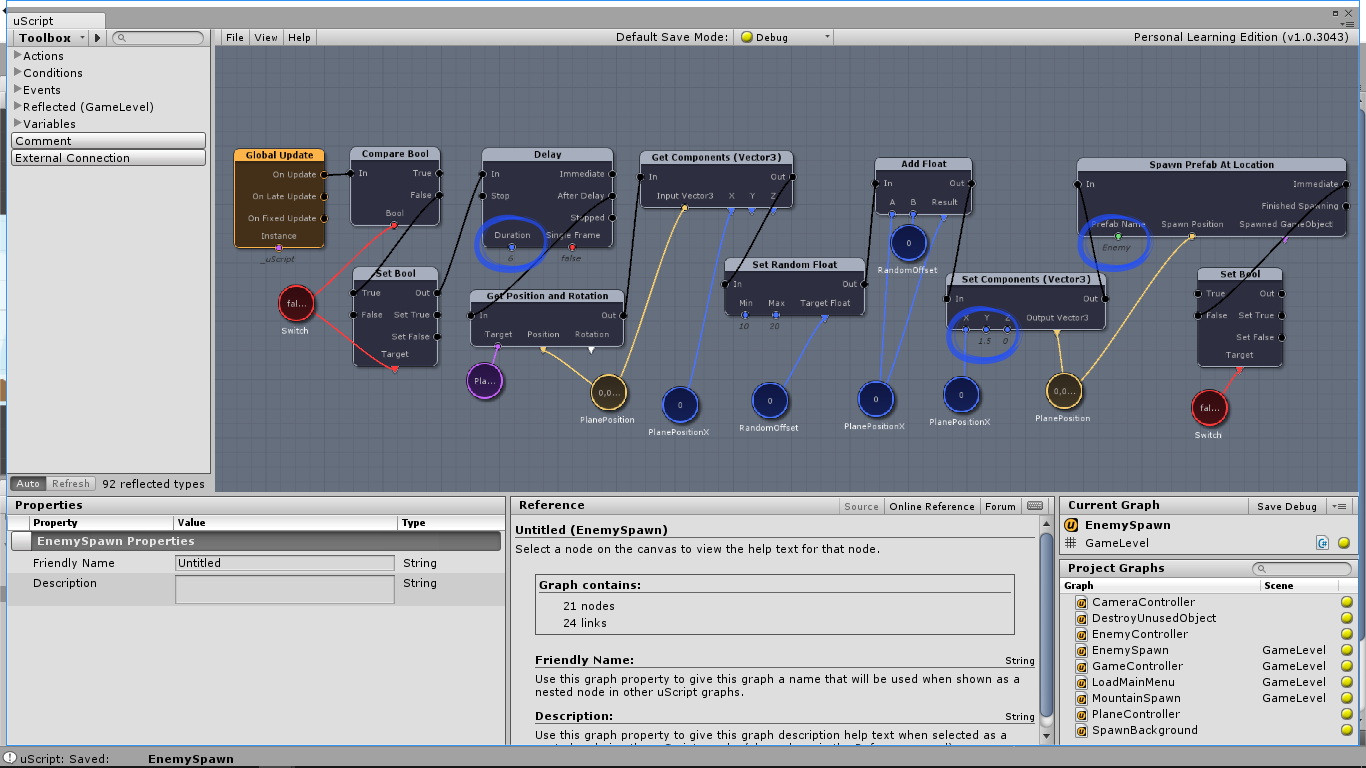 uScript
Toolbox
File View Help
Default Save Mode: Debug
Personal Learning Edition (v1.0.3043)
Actions
Conditions
Events
Reflected (GameLevel)
Variables
Comment
External Connection
Auto Refresh 92 reflected types
Global Update
On Update
On Late Update
On Fixed Update
Instance
_uScript
Compare Bool
In True
False
Bool
fal...
Switch
Set Bool
True Out
False Set True
Set False
Target
Delay
In Immediate
Stop After Delay
Stopped
Duration Single Frame
6 false
Get Position and Rotation
In Out
Target Position Rotation
Pla...
0,0...
PlanePosition
Get Components (Vector3)
In Out
Input Vector3 X Y Z
0
PlanePositionX
Set Random Float
In Out
Min Max Target Float
10 20
0
RandomOffset
Add Float
In Out
A B Result
0
RandomOffset
0
PlanePositionX
Set Components (Vector3)
In Out
X Y Z Output Vector3
1.5 0
0
PlanePositionX
0,0...
PlanePosition
Spawn Prefab At Location
In Immediate
Finished Spawning
Prefab Name Spawn Position Spawned GameObject
Enemy
Set Bool
True Out
False Set True
Set False
Target
fal...
Switch
Properties
Property Value Type
EnemySpawn Properties
Friendly Name Untitled String
Description String
Reference Source Online Reference Forum
Untitled (EnemySpawn)
Select a node on the canvas to view the help text for that node.
Graph contains:
21 nodes
24 links
Friendly Name: String
Use this graph property to give this graph a name that will be used when shown as a
nested node in other uScript graphs.
Description: String
Use this graph property to give this graph description help text when selected as a
Current Graph Save Debug
EnemySpawn
GameLevel
Project Graphs
Graph Scene
CameraController
DestroyUnusedObject
EnemyController
EnemySpawn GameLevel
GameController GameLevel
LoadMainMenu GameLevel
MountainSpawn GameLevel
PlaneController
SpawnBackground
uScript: Saved: EnemySpawn